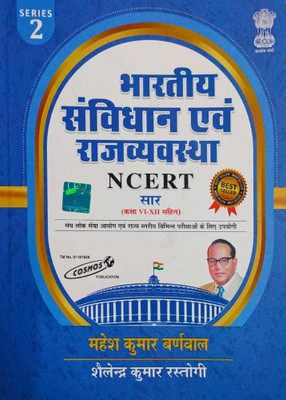 SERIES
2
भारतीय
संविधान एवं
राजव्यवस्था
NCERT
सार
(कक्षा VI-XII सहित)
संघ लोक सेवा आयोग एवं राज्य स्तरीय विभिन्न परीक्षाओं के लिए उपयोगी
BEST
SELLER
COSMOS
PUBLICATION
महेश कुमार बर्णवाल
शैलेन्द्र कुमार रस्तोगी